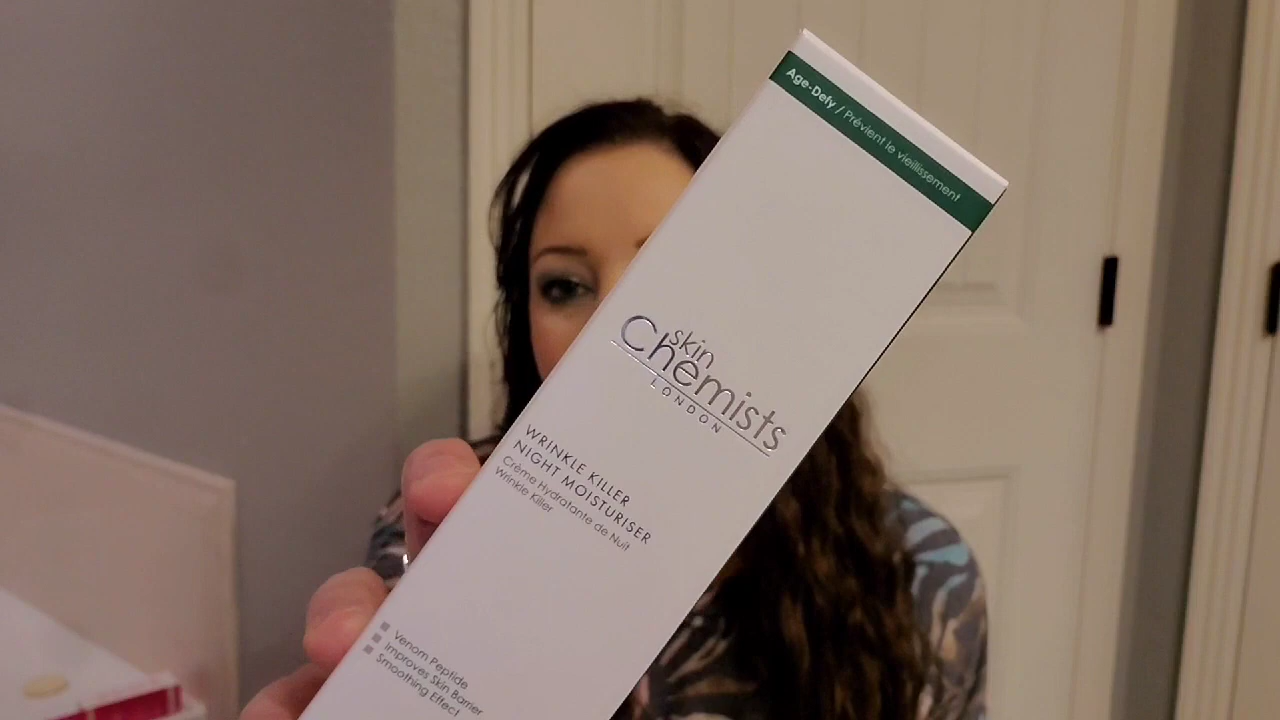 Age-Defy / Prévient le vieillissement
skin
Chemists
LONDON
WRINKLE KILLER
NIGHT MOISTURISER
Crème Hydratante de Nuit
Wrinkle Killer
Venom Peptide
Improves Skin Barrier
Smoothing Effect